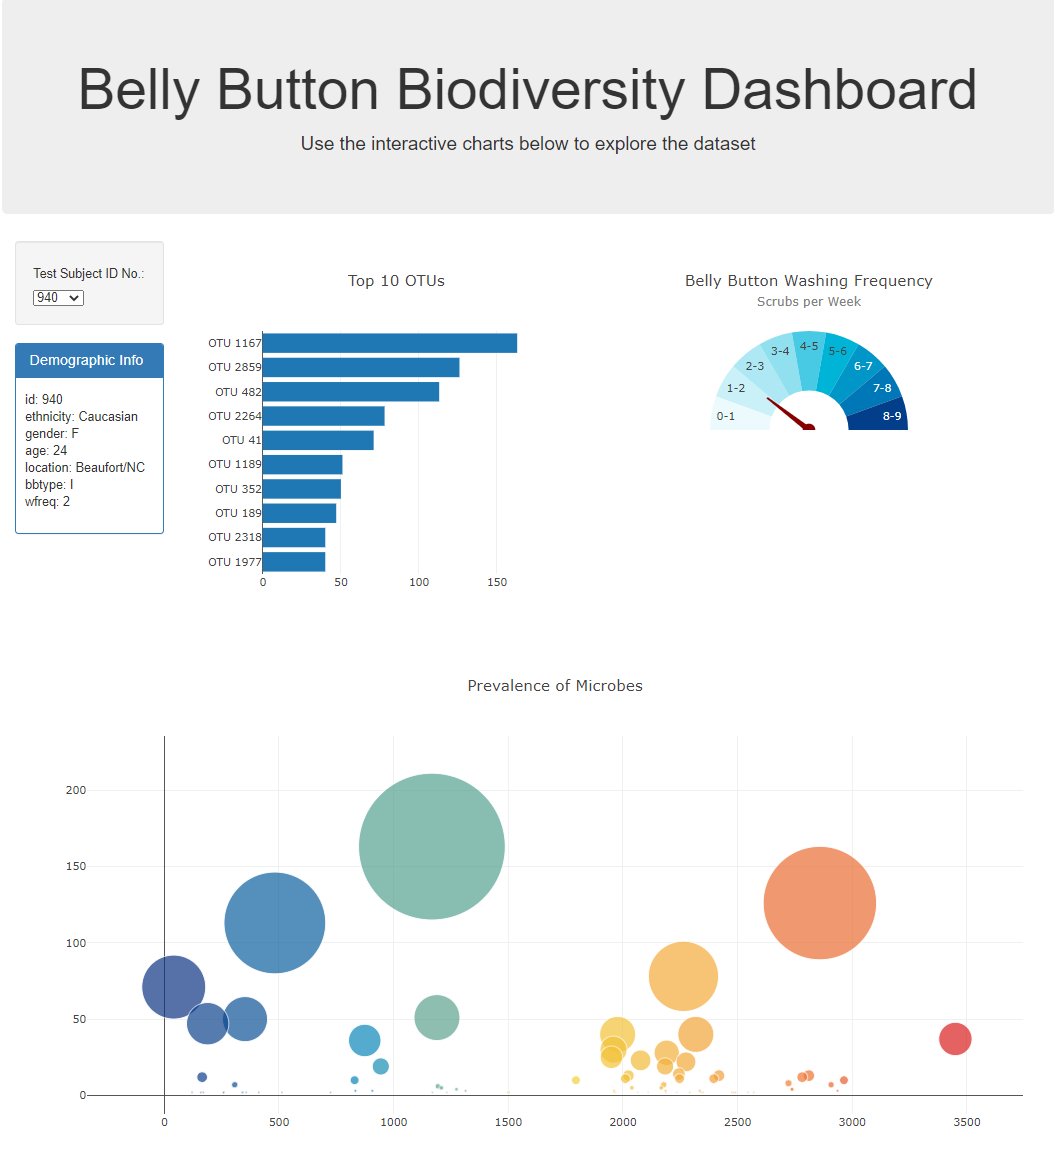 Belly Button Biodiversity Dashboard
Use the interactive charts below to explore the dataset
Test Subject ID No.:
940
Demographic Info
id: 940
ethnicity: Caucasian
gender: F
age: 24
location: Beaufort/NC
bbtype: I
wfreq: 2
Top 10 OTUs
OTU 1167
OTU 2859
OTU 482
OTU 2264
OTU 41
OTU 1189
OTU 352
OTU 189
OTU 2318
OTU 1977
0 50 100 150
Belly Button Washing Frequency
Scrubs per Week
0-1
1-2
2-3
3-4
4-5
5-6
6-7
7-8
8-9
Prevalence of Microbes
200
150
100
50
0
0 500 1000 1500 2000 2500 3000 3500